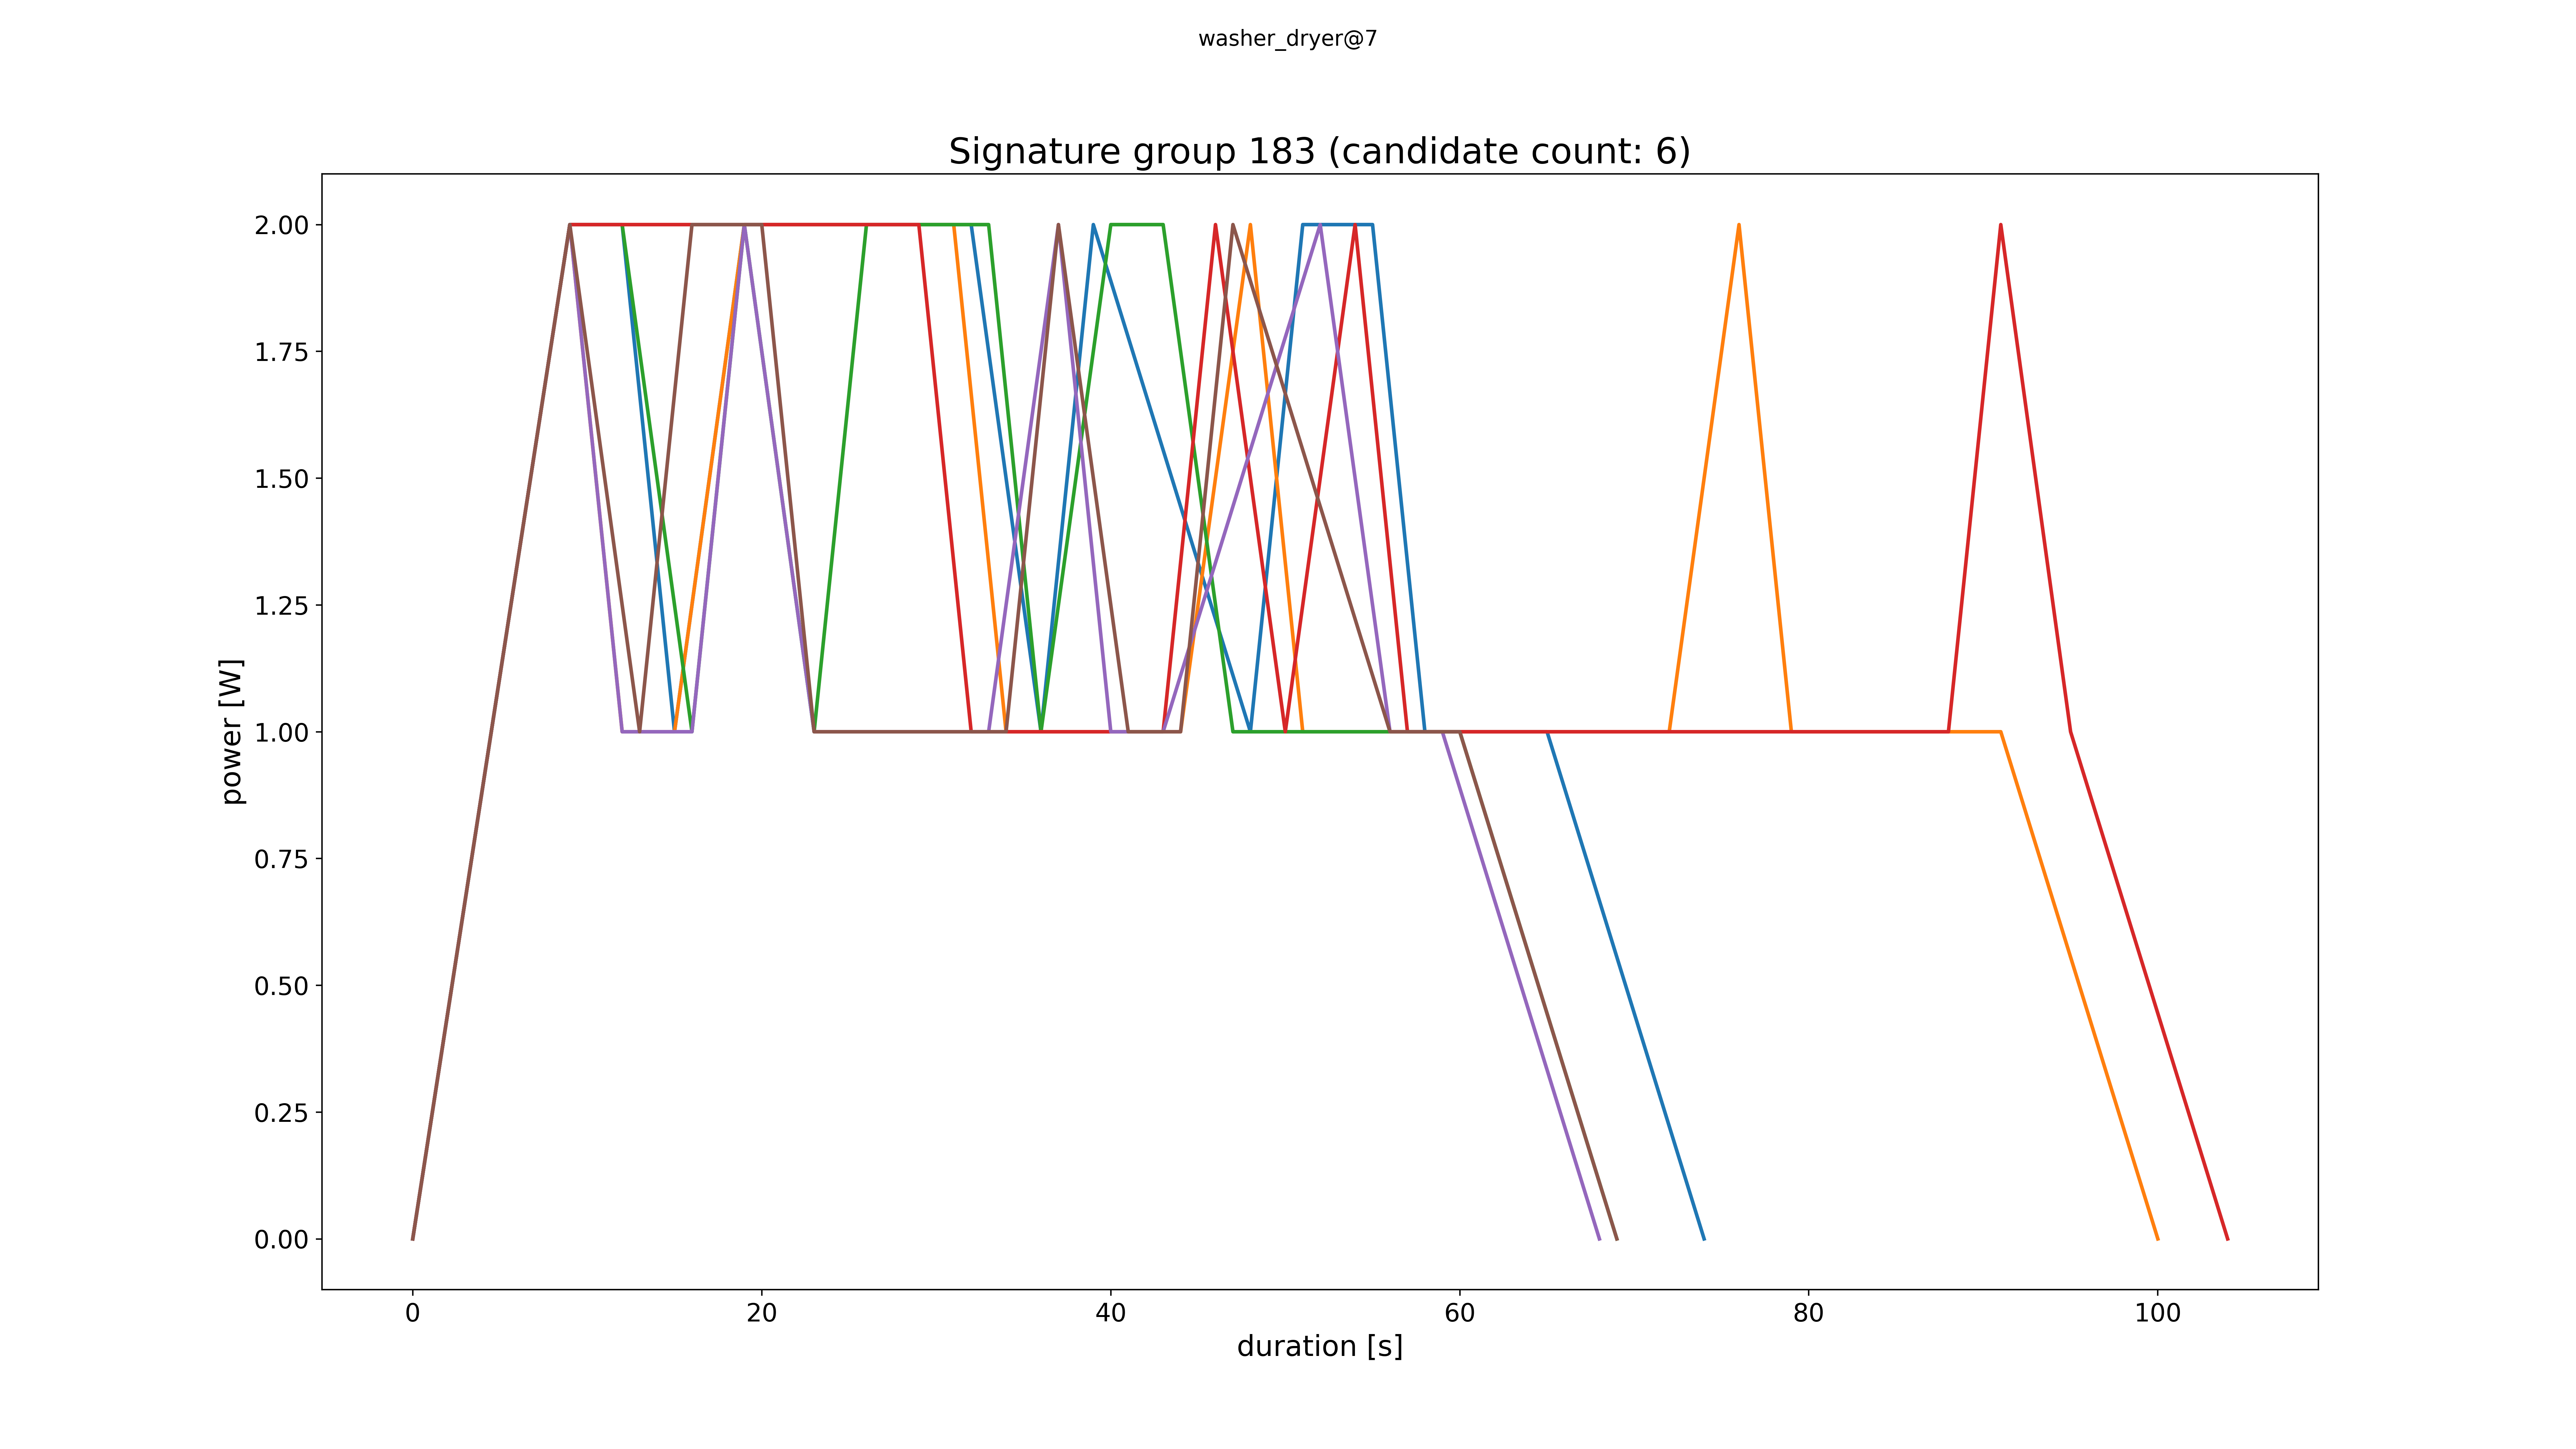 washer_dryer@7
Signature group 183 (candidate count: 6)
2.00
1.75
1.50
1.25
1.00
0.75
0.50
0.25
0.00
power [W]
0 20 40 60 80 100
duration [s]